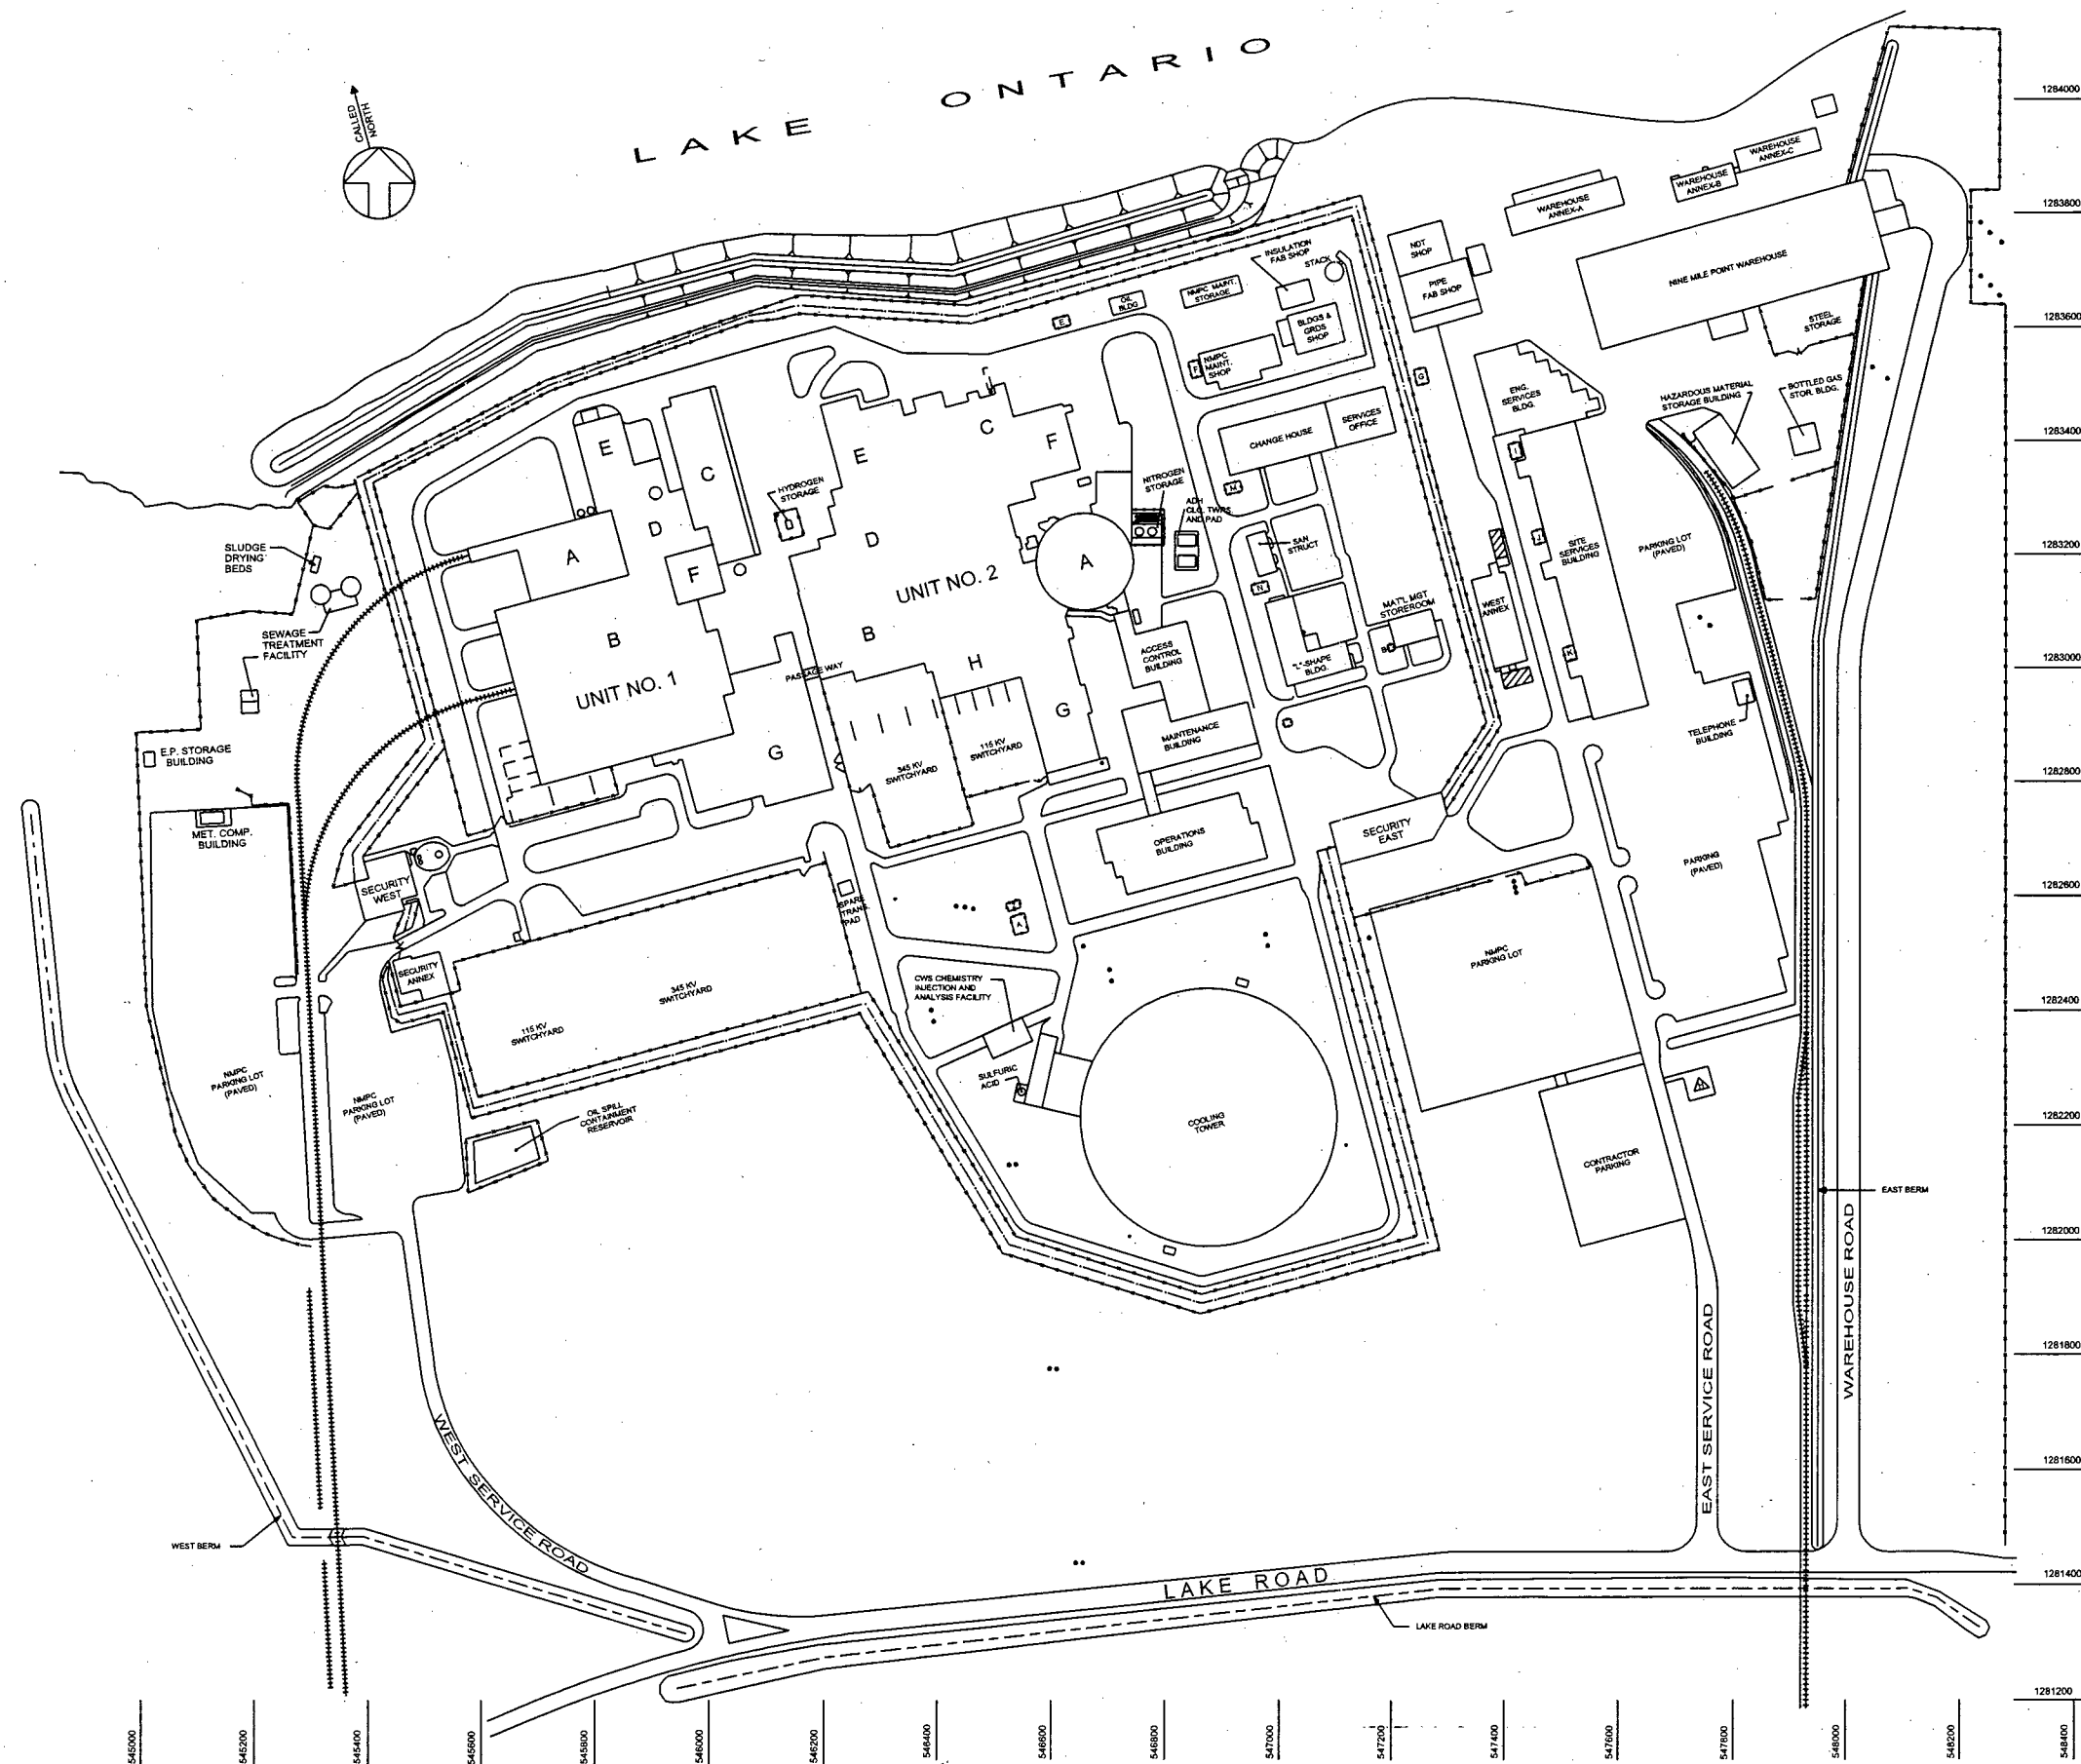 LAKE ONTARIO
CALLED
NORTH
1284000
1283800
1283600
1283400
1283200
1283000
1282800
1282600
1282400
1282200
1282000
1281800
1281600
1281400
1281200
WAREHOUSE
ANNEX-C
WAREHOUSE
ANNEX-B
WAREHOUSE
ANNEX-A
NINE MILE POINT WAREHOUSE
STEEL
STORAGE
NDT
SHOP
PIPE
FAB SHOP
INSULATION
FAB SHOP
STACK
NMPC MAINT.
STORAGE
OIL
BLDG
E
BLDGS &
GRDS
SHOP
NMPC
MAINT.
SHOP
F
G
ENG.
SERVICES
BLDG.
HAZARDOUS MATERIAL
STORAGE BUILDING
BOTTLED GAS
STOR. BLDG.
CHANGE HOUSE
SERVICES
OFFICE
I
J
K
M
N
NITROGEN
STORAGE
ADH
CLG. TWRS.
AND PAD
SAN
STRUCT
MAT'L MGT
STOREROOM
B
"L"-SHAPE
BLDG.
WEST
ANNEX
SITE
SERVICES
BUILDING
PARKING LOT
(PAVED)
TELEPHONE
BUILDING
HYDROGEN
STORAGE
E
C
D
F
A
B
UNIT NO. 1
G
PASSAGE WAY
E
C
F
D
A
UNIT NO. 2
B
H
G
345 KV
SWITCHYARD
115 KV
SWITCHYARD
ACCESS
CONTROL
BUILDING
MAINTENANCE
BUILDING
OPERATIONS
BUILDING
SECURITY
EAST
PARKING
(PAVED)
SLUDGE
DRYING
BEDS
SEWAGE
TREATMENT
FACILITY
E.P. STORAGE
BUILDING
MET. COMP.
BUILDING
SECURITY
WEST
SECURITY
ANNEX
SPARE
TRANS.
PAD
A
345 KV
SWITCHYARD
115 KV
SWITCHYARD
CWS CHEMISTRY
INJECTION AND
ANALYSIS FACILITY
SULFURIC
ACID
COOLING
TOWER
NMPC
PARKING LOT
CONTRACTOR
PARKING
NMPC
PARKING LOT
(PAVED)
NMPC
PARKING LOT
(PAVED)
OIL SPILL
CONTAINMENT
RESERVOIR
EAST BERM
WAREHOUSE ROAD
EAST SERVICE ROAD
WEST SERVICE ROAD
WEST BERM
LAKE ROAD
LAKE ROAD BERM
545000
545200
545400
545600
545800
546000
546200
546400
546600
546800
547000
547200
547400
547600
547800
548000
548200
548400